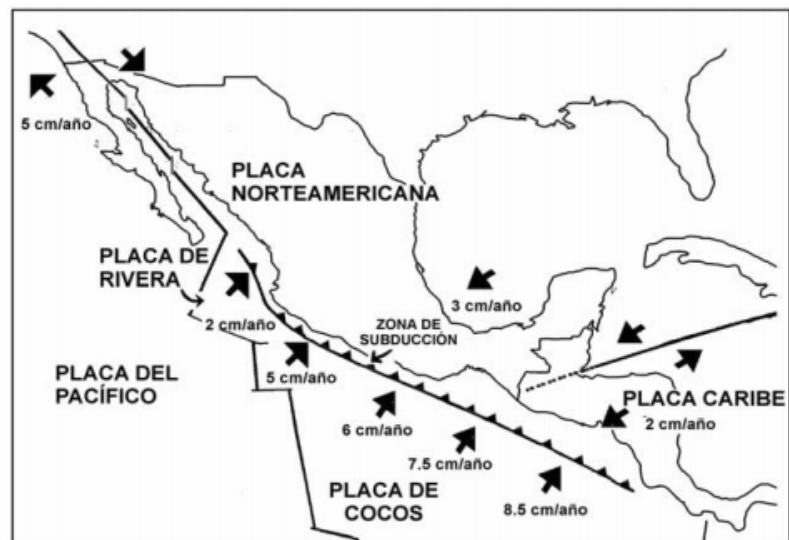 5 cm/año
PLACA
NORTEAMERICANA
PLACA DE
RIVERA
3 cm/año
2 cm/año
ZONA DE
SUBDUCCIÓN
5 cm/año
PLACA DEL
PACÍFICO
6 cm/año
PLACA CARIBE
2 cm/año
7.5 cm/año
8.5 cm/año
PLACA DE
COCOS